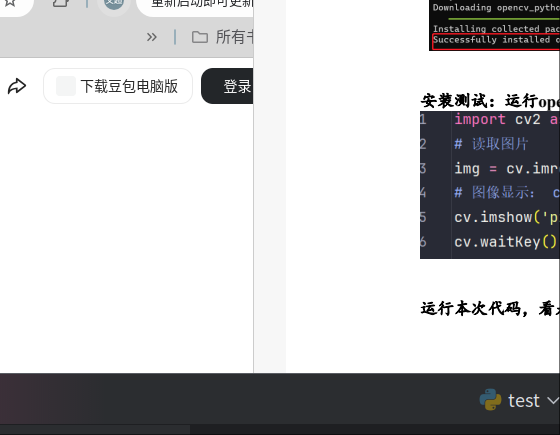 重新启动即可更新
所有书
下载豆包电脑版
登录
Downloading opencv_pytho
Installing collected pac
Successfully installed o
安装测试：运行ope
1 import cv2 a
2 # 读取图片
3 img = cv.imr
4 # 图像显示： c
5 cv.imshow('p
6 cv.waitKey()
运行本次代码，看
test